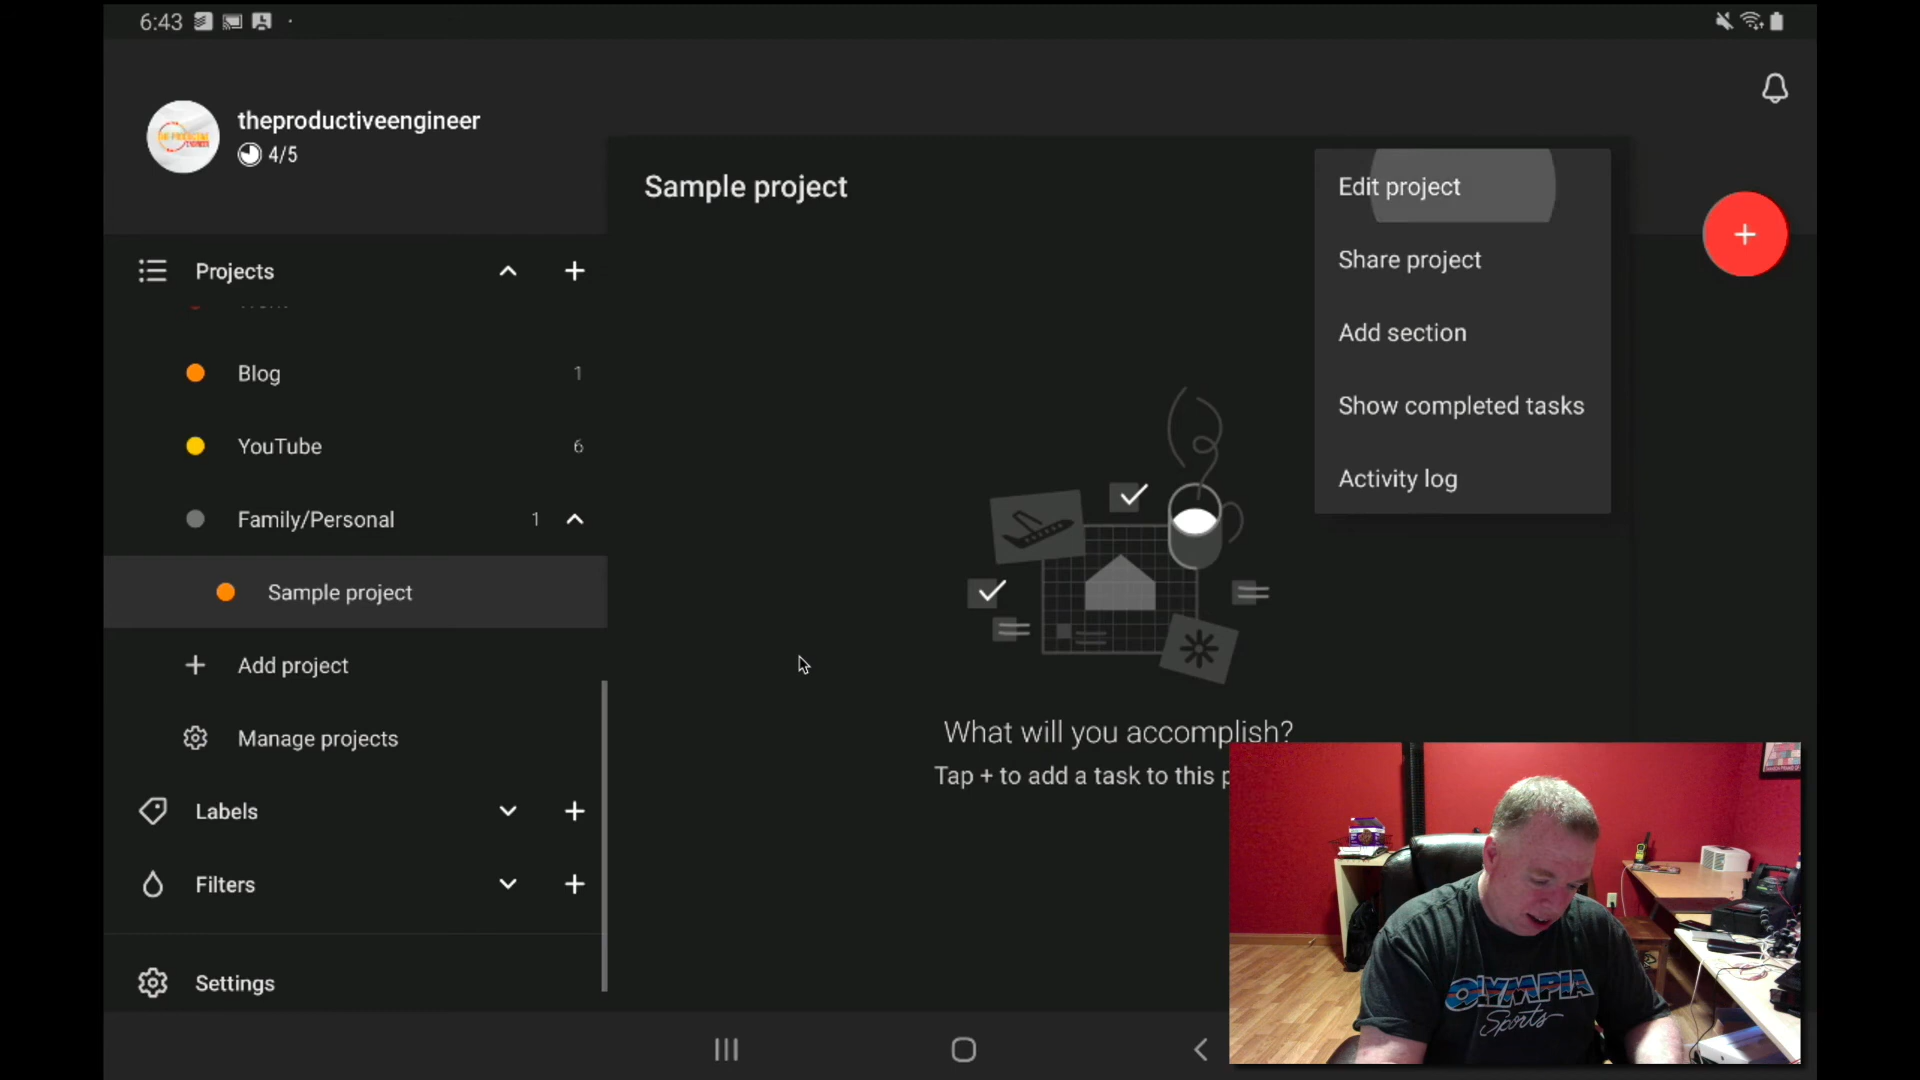 6:43
theproductiveengineer
4/5
Projects
Blog 1
YouTube 6
Family/Personal 1
Sample project
Add project
Manage projects
Labels
Filters
Settings
Sample project
Edit project
Share project
Add section
Show completed tasks
Activity log
What will you accomplish?
Tap + to add a task to this p
OLYMPIA
Sports